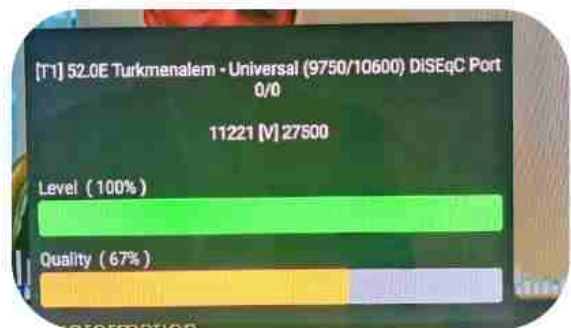 [T1] 52.0E Turkmenalem - Universal (9750/10600) DiSEqC Port
0/0
11221 [V] 27500
Level ( 100% )
Quality ( 67% )